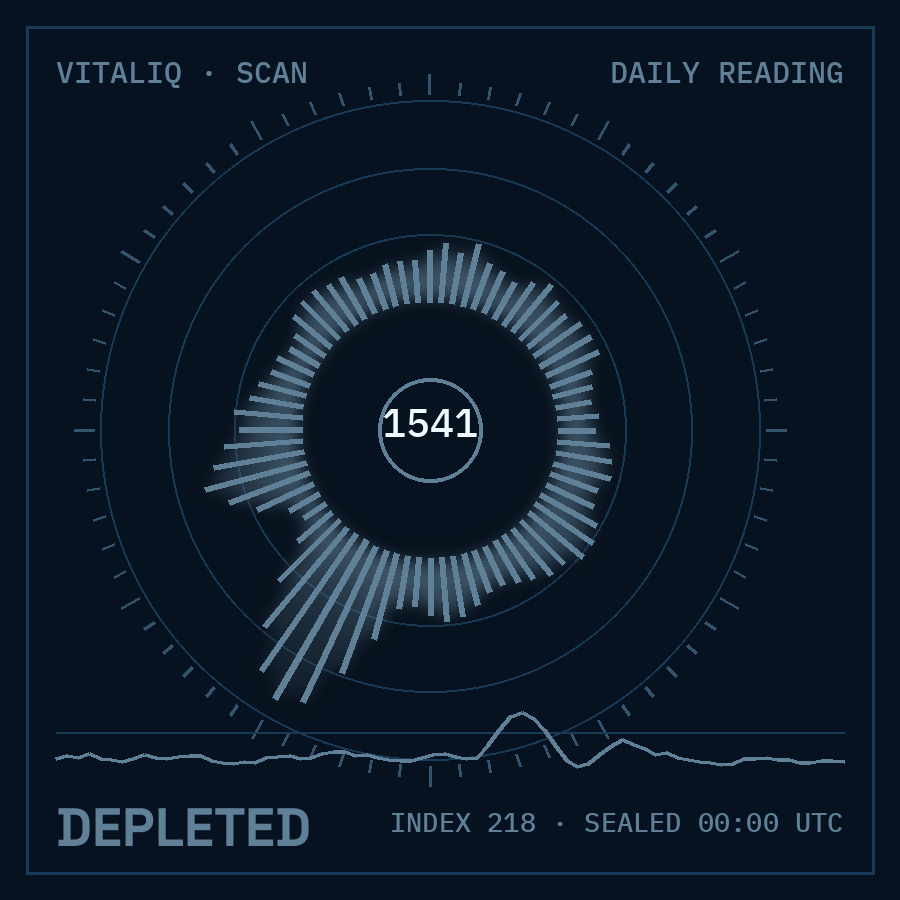 VITALIQ · SCAN
DAILY READING
1541
DEPLETED
INDEX 218 · SEALED 00:00 UTC